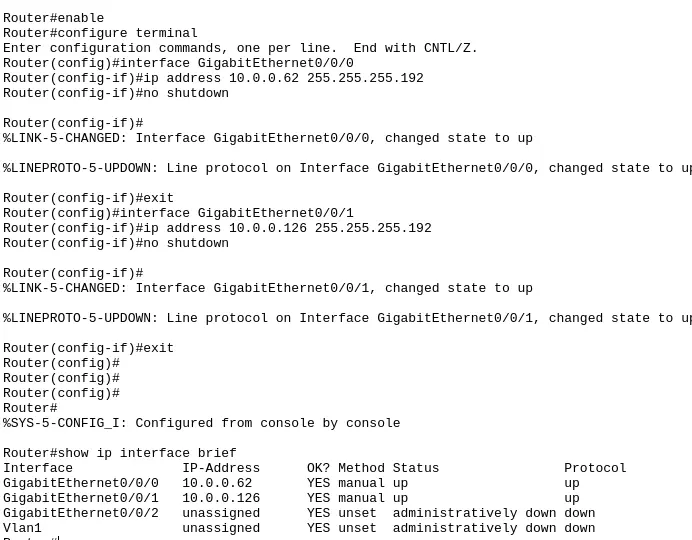 Router#enable
Router#configure terminal
Enter configuration commands, one per line.  End with CNTL/Z.
Router(config)#interface GigabitEthernet0/0/0
Router(config-if)#ip address 10.0.0.62 255.255.255.192
Router(config-if)#no shutdown
Router(config-if)#
%LINK-5-CHANGED: Interface GigabitEthernet0/0/0, changed state to up
%LINEPROTO-5-UPDOWN: Line protocol on Interface GigabitEthernet0/0/0, changed state to up
Router(config-if)#exit
Router(config)#interface GigabitEthernet0/0/1
Router(config-if)#ip address 10.0.0.126 255.255.255.192
Router(config-if)#no shutdown
Router(config-if)#
%LINK-5-CHANGED: Interface GigabitEthernet0/0/1, changed state to up
%LINEPROTO-5-UPDOWN: Line protocol on Interface GigabitEthernet0/0/1, changed state to up
Router(config-if)#exit
Router(config)#
Router(config)#
Router(config)#
Router#
%SYS-5-CONFIG_I: Configured from console by console
Router#show ip interface brief
Interface              IP-Address      OK? Method Status                Protocol
GigabitEthernet0/0/0   10.0.0.62       YES manual up                    up
GigabitEthernet0/0/1   10.0.0.126      YES manual up                    up
GigabitEthernet0/0/2   unassigned      YES unset  administratively down down
Vlan1                  unassigned      YES unset  administratively down down